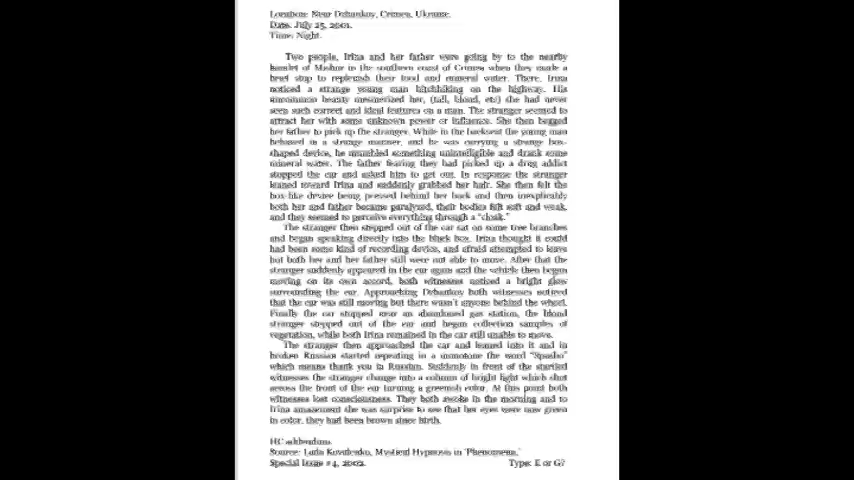 Location: Near Dzhankoy, Crimea, Ukraine.
Date: July 25, 2001.
Time: Night.
Two people, Irina and her father were going by to the nearby
hamlet of Mishor in the southern coast of Crimea when they made a
brief stop to replenish their food and mineral water. There, Irina
noticed a strange young man hitchhiking on the highway. His
uncommon beauty mesmerized her, (tall, blond, etc) she had never
seen such correct and ideal features on a man. The stranger seemed to
attract her with some unknown power or influence. She then begged
her father to pick up the stranger. While in the backseat the young man
behaved in a strange manner, and he was carrying a strange box-
shaped device, he mumbled something unintelligible and drank some
mineral water. The father fearing they had picked up a drug addict
stopped the car and asked him to get out. In response the stranger
leaned toward Irina and suddenly grabbed her hair. She then felt the
box-like device being pressed behind her back and then inexplicably
both her and father became paralyzed, their bodies felt soft and weak,
and they seemed to perceive everything through a "cloak."
The stranger then stepped out of the car sat on some tree branches
and began speaking directly into the black box. Irina thought it could
had been some kind of recording device, and afraid attempted to leave
but both her and her father still were not able to move. After that the
stranger suddenly appeared in the car again and the vehicle then began
moving on its own accord, both witnesses noticed a bright glow
surrounding the car. Approaching Dzhankoy both witnesses noticed
that the car was still moving but there wasn't anyone behind the wheel.
Finally the car stopped near an abandoned gas station, the blond
stranger stepped out of the car and began collection samples of
vegetation, while both Irina remained in the car still unable to move.
The stranger then approached the car and leaned into it and in
broken Russian started repeating in a monotone the word "Spasibo"
which means thank you in Russian. Suddenly in front of the startled
witnesses the stranger change into a column of bright light which shot
across the front of the car turning a greenish color. At this point both
witnesses lost consciousness. They both awoke in the morning and to
Irina amazement she was surprise to see that her eyes were now green
in color, they had been brown since birth.
HC addendum.
Source: Luda Kovalenko, Mystical Hypnosis in 'Phenomena,'
Special Issue #4, 2002.
Type: E or G?